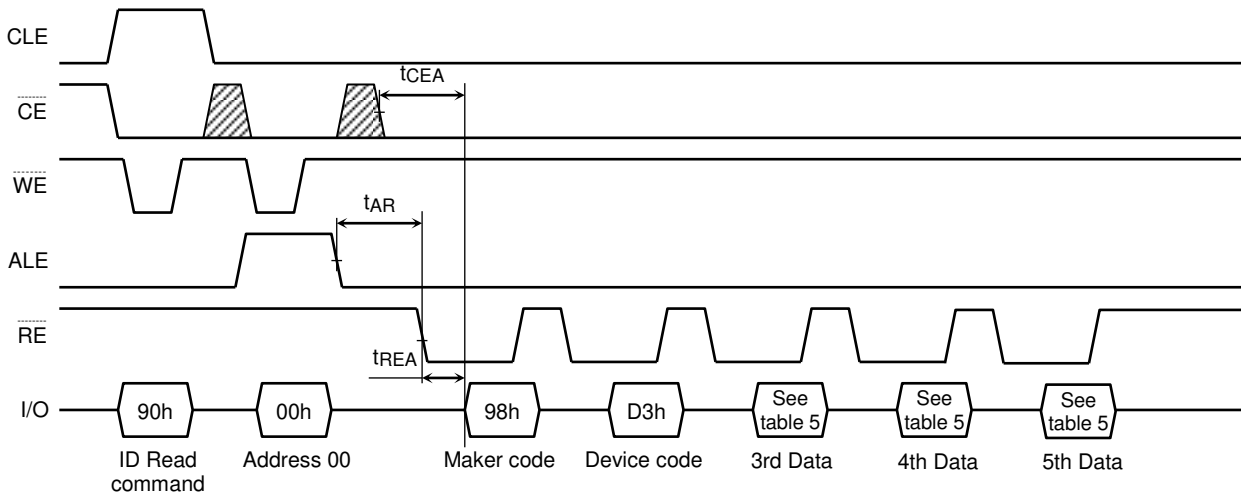 CLE
tCEA
CE
WE
tAR
ALE
RE
tREA
I/O
90h
00h
98h
D3h
See
table 5
See
table 5
See
table 5
ID Read
command
Address 00
Maker code
Device code
3rd Data
4th Data
5th Data